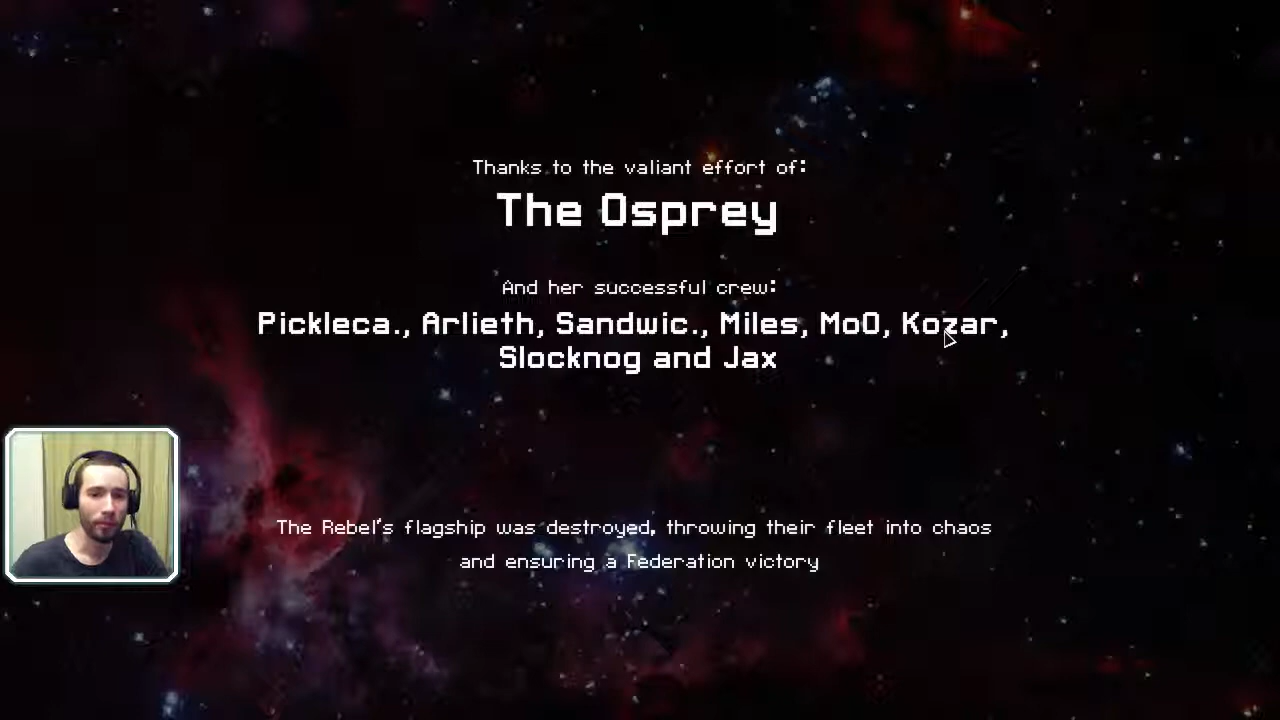 Thanks to the valiant effort of:
The Osprey
And her successful crew:
Pickleca., Arlieth, Sandwic., Miles, MoO, Kozar,
Slocknog and Jax
The Rebel's flagship was destroyed, throwing their fleet into chaos
and ensuring a Federation victory